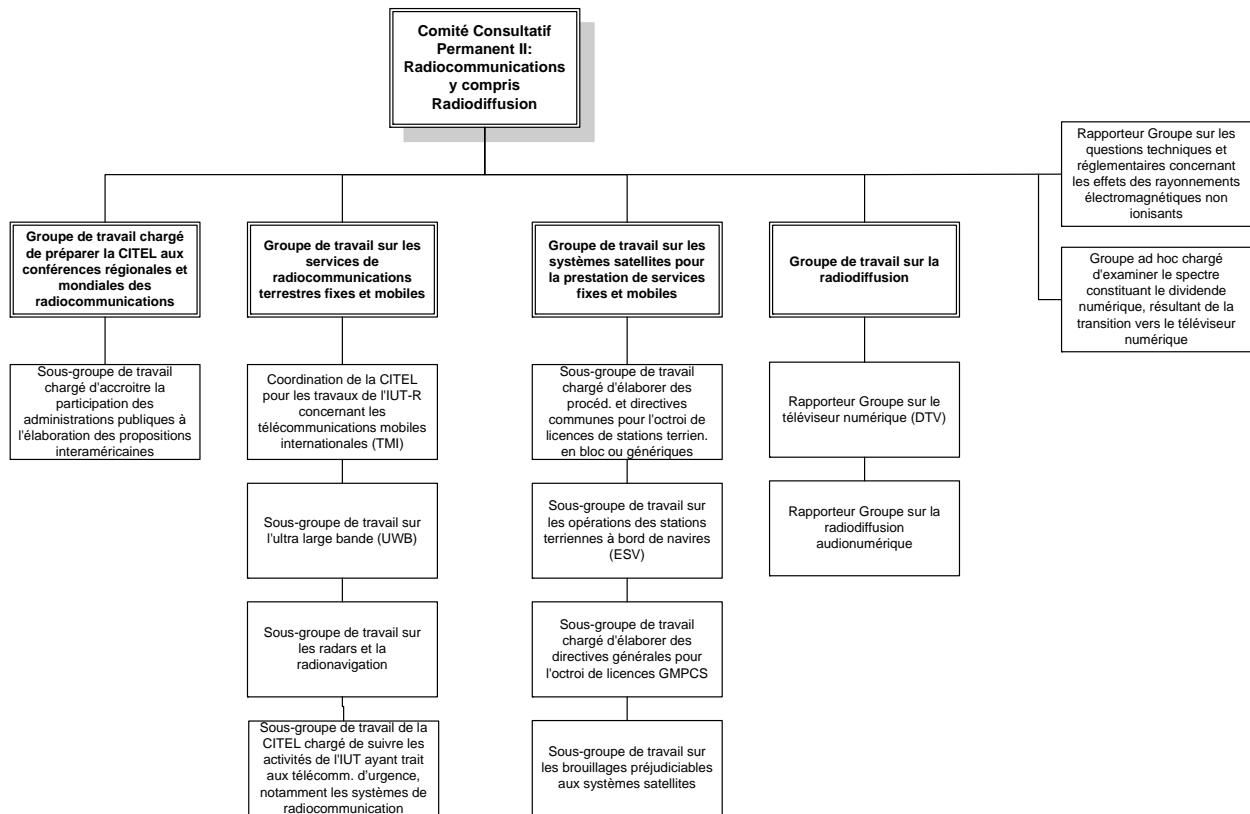 Comité Consultatif
Permanent II:
Radiocommunications
y compris
Radiodiffusion
Rapporteur Groupe sur les
questions techniques et
réglementaires concernant
les effets des rayonnements
électromagnétiques non
ionisants
Groupe ad hoc chargé
d'examiner le spectre
constituant le dividende
numérique, résultant de la
transition vers le téléviseur
numérique
Groupe de travail chargé
de préparer la CITEL aux
conférences régionales et
mondiales des
radiocommunications
Sous-groupe de travail
chargé d'accroitre la
participation des
administrations publiques à
l'élaboration des propositions
interaméricaines
Groupe de travail sur les
services de
radiocommunications
terrestres fixes et mobiles
Coordination de la CITEL
pour les travaux de l'IUT-R
concernant les
télécommunications mobiles
internationales (TMI)
Sous-groupe de travail sur
l'ultra large bande (UWB)
Sous-groupe de travail sur
les radars et la
radionavigation
Sous-groupe de travail de la
CITEL chargé de suivre les
activités de l'IUT ayant trait
aux télécomm. d'urgence,
notamment les systèmes de
radiocommunication
Groupe de travail sur les
systèmes satellites pour
la prestation de services
fixes et mobiles
Sous-groupe de travail
chargé d'élaborer des
procéd. et directives
communes pour l'octroi de
licences de stations terrien.
en bloc ou génériques
Sous-groupe de travail sur
les opérations des stations
terriennes à bord de navires
(ESV)
Sous-groupe de travail
chargé d'élaborer des
directives générales pour
l'octroi de licences GMPCS
Sous-groupe de travail sur
les brouillages préjudiciables
aux systèmes satellites
Groupe de travail sur la
radiodiffusion
Rapporteur Groupe sur le
téléviseur numérique (DTV)
Rapporteur Groupe sur la
radiodiffusion
audionumérique